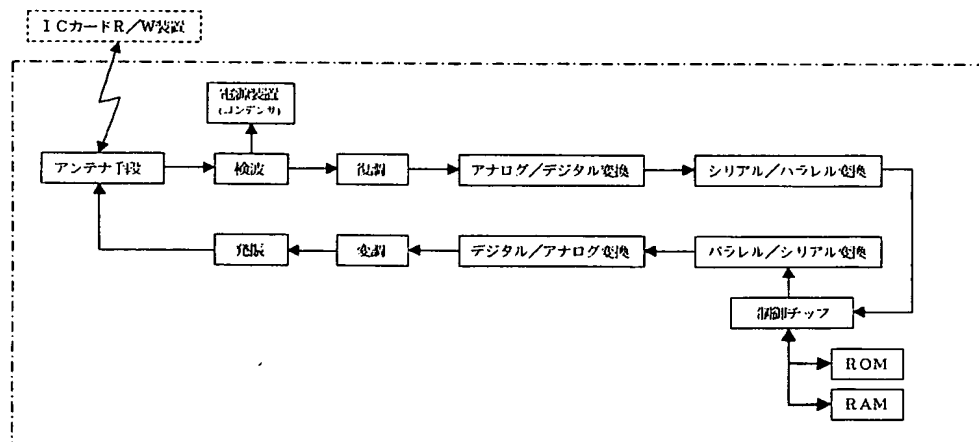 ＩＣカードＲ／Ｗ装置
電源装置
(コンデンサ)
アンテナ手段
検波
復調
アナログ／デジタル変換
シリアル／パラレル変換
発振
変調
デジタル／アナログ変換
パラレル／シリアル変換
制御チップ
ＲＯＭ
ＲＡＭ